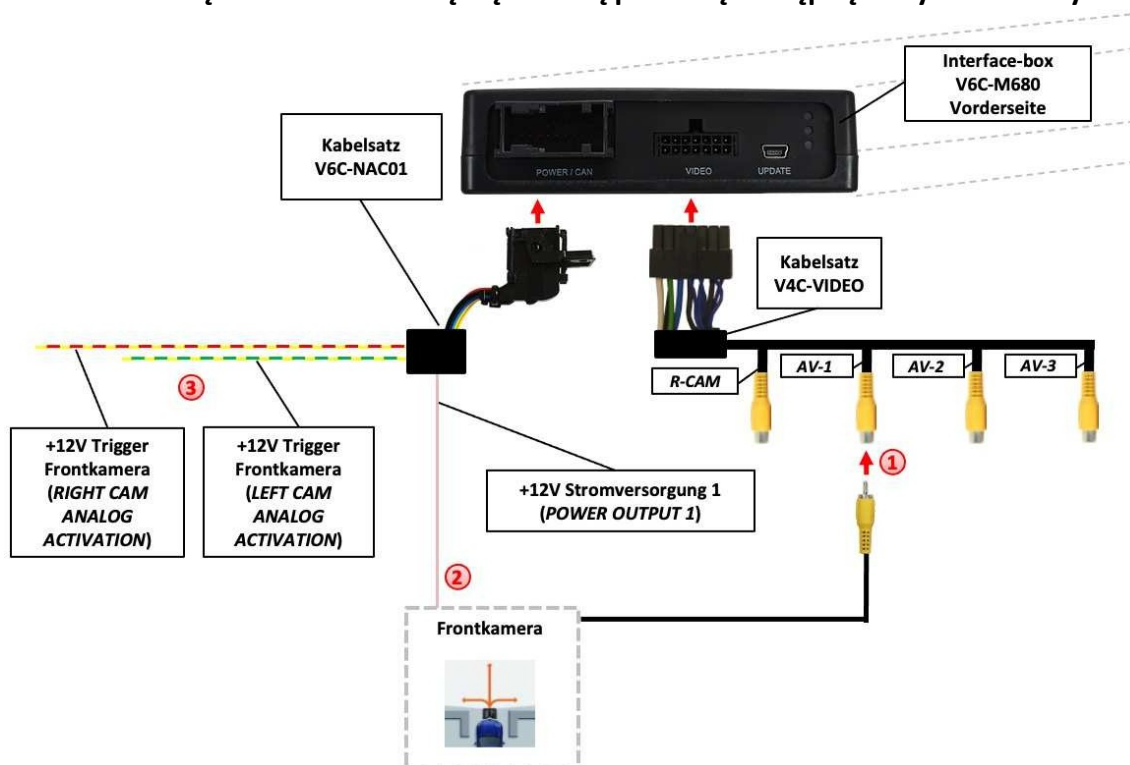 Interface-box
V6C-M680
Vorderseite
Kabelsatz
V6C-NAC01
POWER / CAN
VIDEO
UPDATE
Kabelsatz
V4C-VIDEO
R-CAM
AV-1
AV-2
AV-3
③
+12V Trigger
Frontkamera
(RIGHT CAM
ANALOG
ACTIVATION)
+12V Trigger
Frontkamera
(LEFT CAM
ANALOG
ACTIVATION)
+12V Stromversorgung 1
(POWER OUTPUT 1)
①
②
Frontkamera